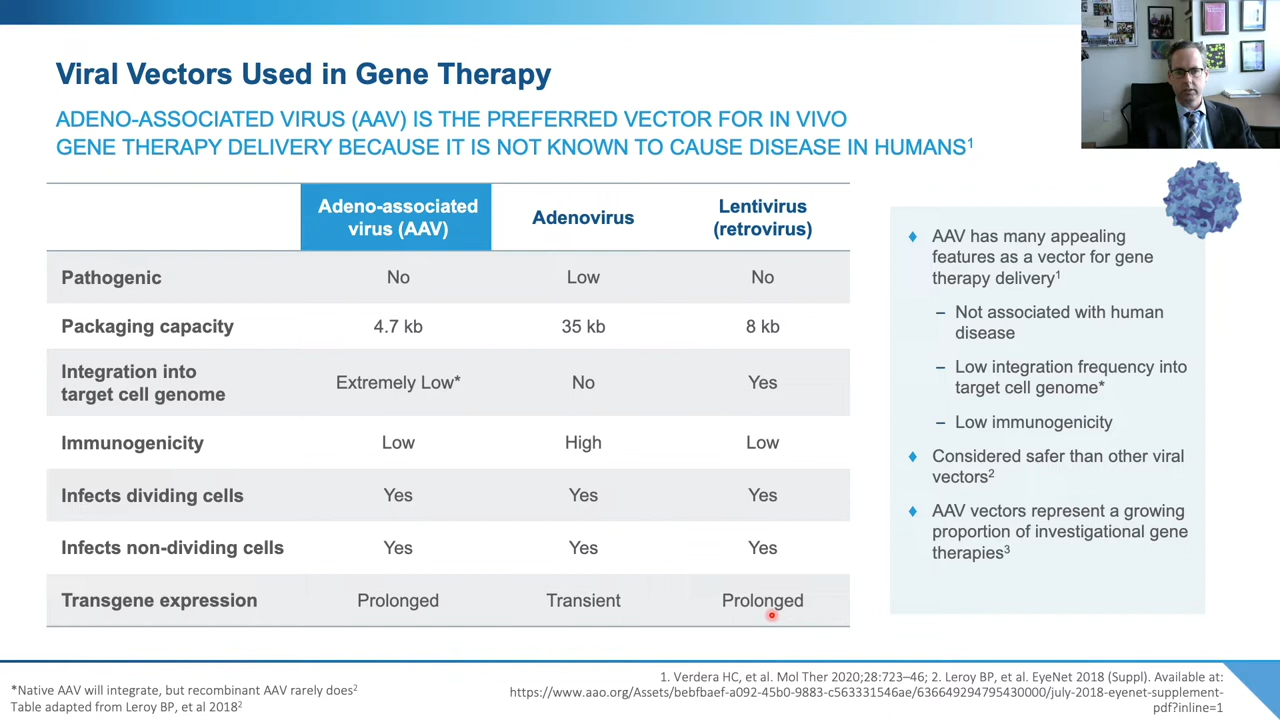 Viral Vectors Used in Gene Therapy
ADENO-ASSOCIATED VIRUS (AAV) IS THE PREFERRED VECTOR FOR IN VIVO
GENE THERAPY DELIVERY BECAUSE IT IS NOT KNOWN TO CAUSE DISEASE IN HUMANS¹
Adeno-associated
virus (AAV)
Adenovirus
Lentivirus
(retrovirus)
Pathogenic No Low No
Packaging capacity 4.7 kb 35 kb 8 kb
Integration into
target cell genome
Extremely Low* No Yes
Immunogenicity Low High Low
Infects dividing cells Yes Yes Yes
Infects non-dividing cells Yes Yes Yes
Transgene expression Prolonged Transient Prolonged
♦ AAV has many appealing
features as a vector for gene
therapy delivery¹
– Not associated with human
disease
– Low integration frequency into
target cell genome*
– Low immunogenicity
♦ Considered safer than other viral
vectors²
♦ AAV vectors represent a growing
proportion of investigational gene
therapies³
*Native AAV will integrate, but recombinant AAV rarely does²
Table adapted from Leroy BP, et al 2018²
1. Verdera HC, et al. Mol Ther 2020;28:723–46; 2. Leroy BP, et al. EyeNet 2018 (Suppl). Available at:
https://www.aao.org/Assets/bebfbaef-a092-45b0-9883-c563331546ae/636649294795430000/july-2018-eyenet-supplement-
pdf?inline=1